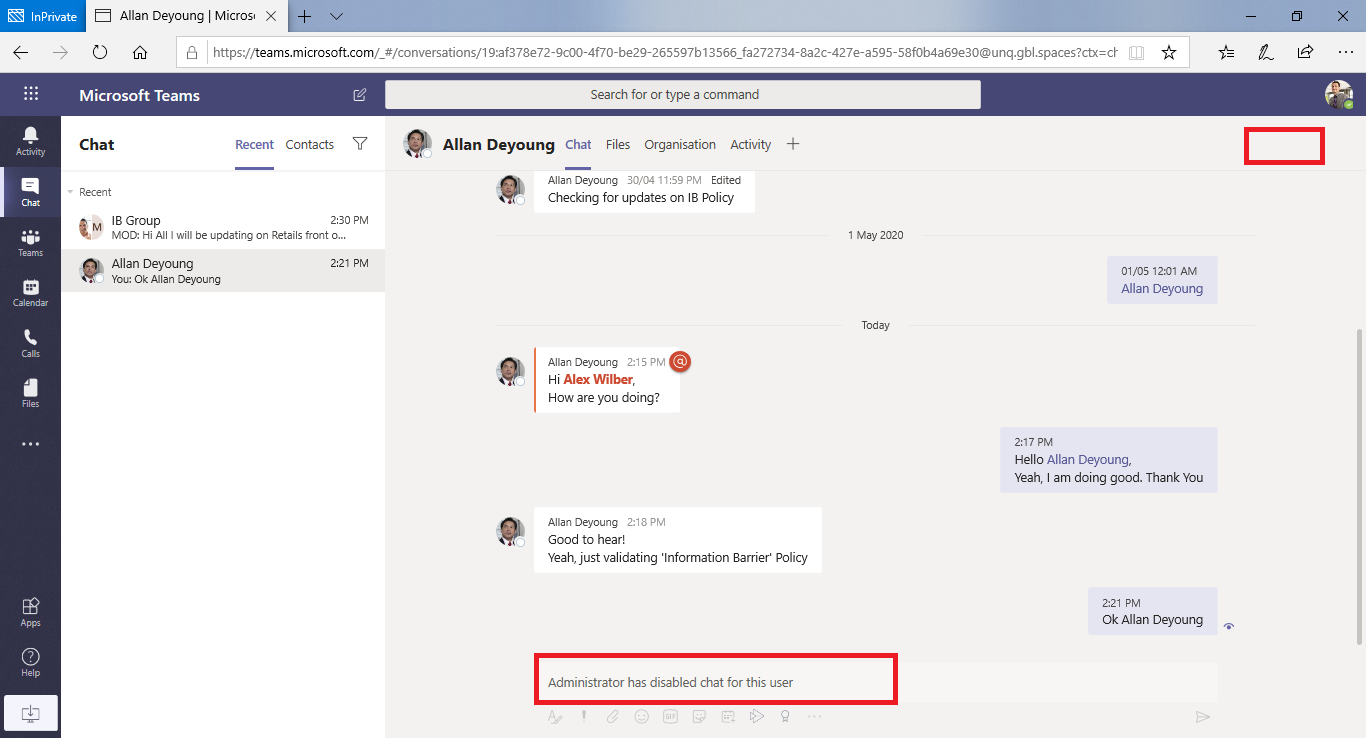 InPrivate
Allan Deyoung | Micros
https://teams.microsoft.com/_#/conversations/19:af378e72-9c00-4f70-be29-265597b13566_fa272734-8a2c-427e-a595-58f0b4a69e30@unq.gbl.spaces?ctx=ch
Microsoft Teams
Search for or type a command
Activity
Chat
Teams
Calendar
Calls
Files
Apps
Help
Chat
Recent
Contacts
Recent
IB Group
2:30 PM
MOD: Hi All I will be updating on Retails front o...
Allan Deyoung
2:21 PM
You: Ok Allan Deyoung
Allan Deyoung
Chat
Files
Organisation
Activity
Allan Deyoung 30/04 11:59 PM Edited
Checking for updates on IB Policy
1 May 2020
01/05 12:01 AM
Allan Deyoung
Today
Allan Deyoung 2:15 PM @
Hi Alex Wilber,
How are you doing?
2:17 PM
Hello Allan Deyoung,
Yeah, I am doing good. Thank You
Allan Deyoung 2:18 PM
Good to hear!
Yeah, just validating 'Information Barrier' Policy
2:21 PM
Ok Allan Deyoung
Administrator has disabled chat for this user
GIF